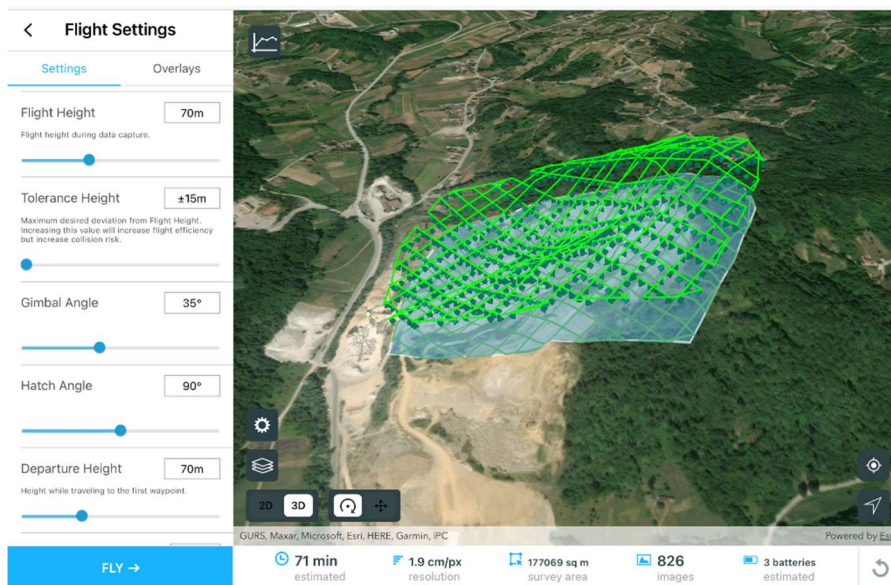 Flight Settings
Settings
Overlays
Flight Height
70m
Flight height during data capture.
Tolerance Height
±15m
Maximum desired deviation from Flight Height.
Increasing this value will increase flight efficiency
but increase collision risk.
Gimbal Angle
35°
Hatch Angle
90°
Departure Height
70m
Height while traveling to the first waypoint.
FLY →
2D
3D
GURS, Maxar, Microsoft, Esri, HERE, Garmin, iPC
Powered by Esri
71 min
estimated
1.9 cm/px
resolution
177069 sq m
survey area
826
images
3 batteries
estimated